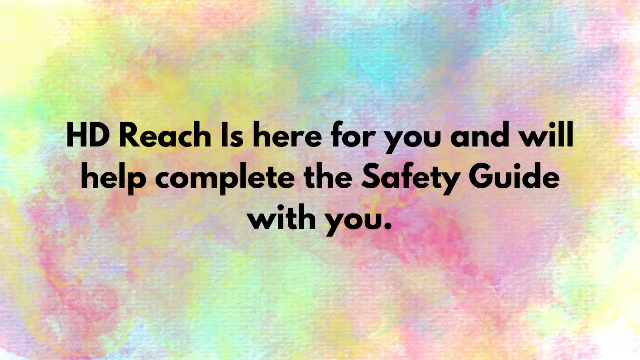 HD Reach Is here for you and will
help complete the Safety Guide
with you.